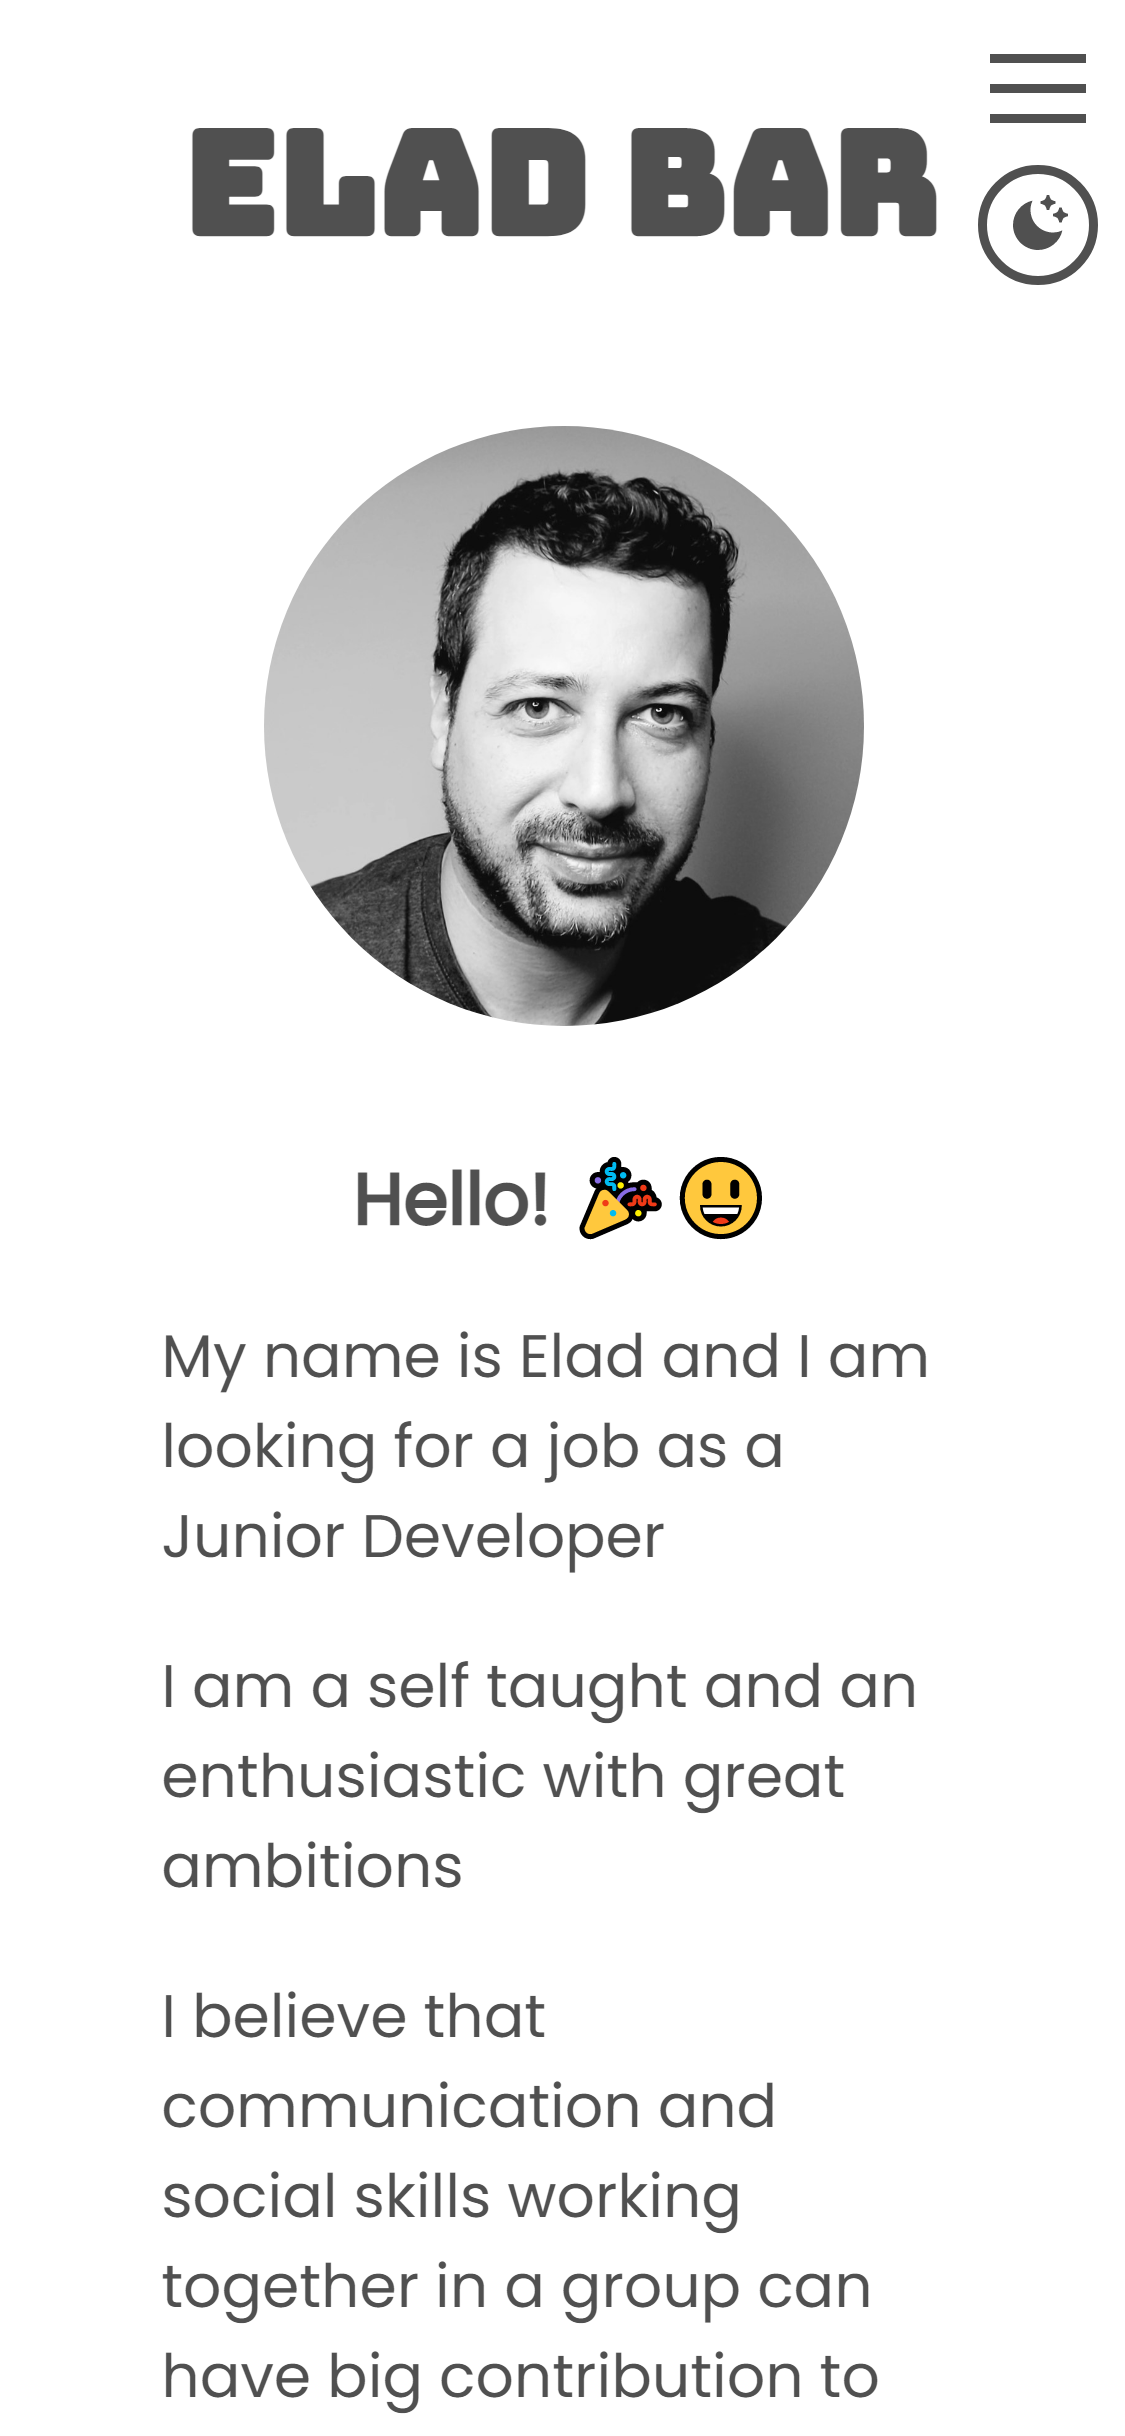 ELAD BAR
Hello! 🎉 😃
My name is Elad and I am
looking for a job as a
Junior Developer
I am a self taught and an
enthusiastic with great
ambitions
I believe that
communication and
social skills working
together in a group can
have big contribution to